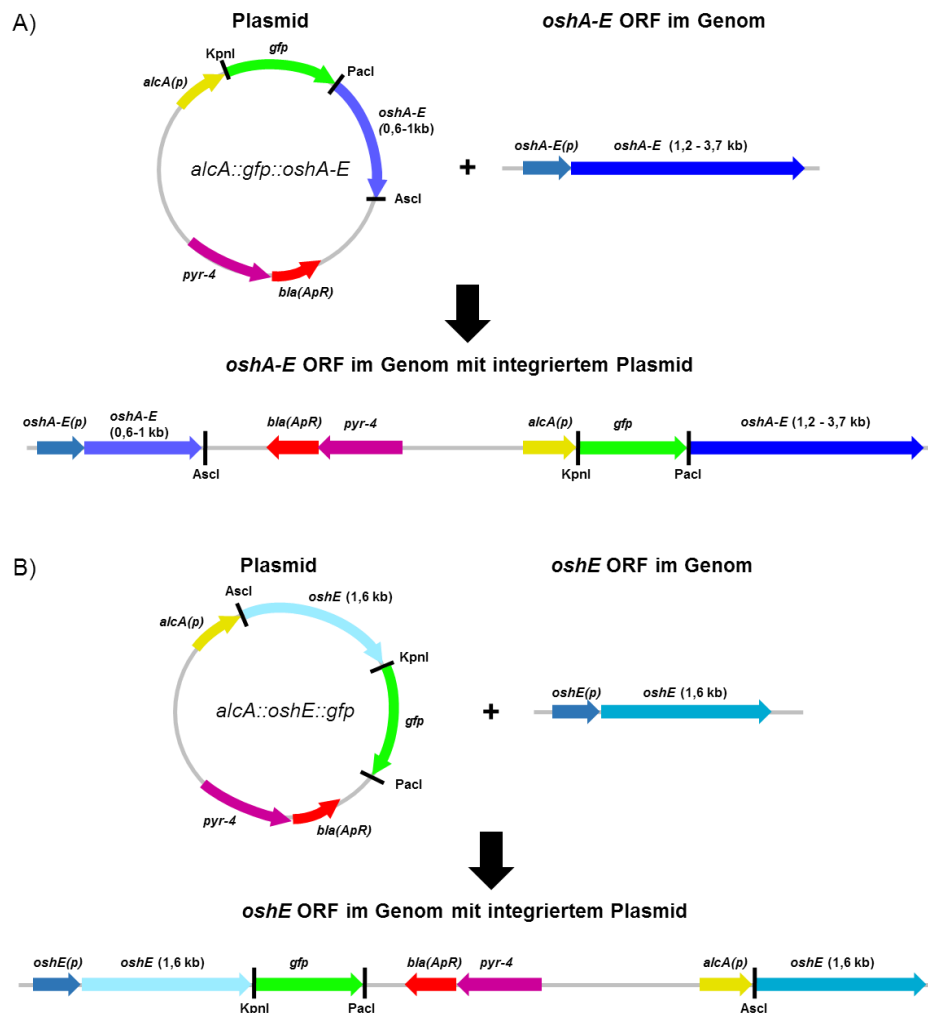 A)
Plasmid
oshA-E ORF im Genom
KpnI
gfp
PacI
alcA(p)
oshA-E
(0,6-1kb)
oshA-E(p)
oshA-E (1,2 - 3,7 kb)
alcA::gfp::oshA-E
+
AscI
pyr-4
bla(ApR)
oshA-E ORF im Genom mit integriertem Plasmid
oshA-E(p)
oshA-E
(0,6-1 kb)
bla(ApR)
pyr-4
alcA(p)
gfp
oshA-E (1,2 - 3,7 kb)
AscI
KpnI
PacI
B)
Plasmid
oshE ORF im Genom
AscI
oshE (1,6 kb)
alcA(p)
KpnI
oshE(p)
oshE (1,6 kb)
alcA::oshE::gfp
+
gfp
PacI
pyr-4
bla(ApR)
oshE ORF im Genom mit integriertem Plasmid
oshE(p)
oshE (1,6 kb)
gfp
bla(ApR)
pyr-4
alcA(p)
oshE (1,6 kb)
KpnI
PacI
AscI